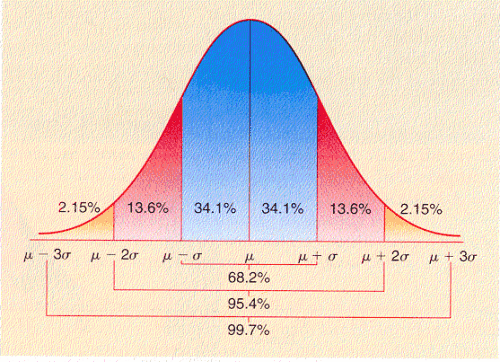 2.15% 13.6% 34.1% 34.1% 13.6% 2.15%
μ − 3σ μ − 2σ μ − σ μ μ + σ μ + 2σ μ + 3σ
68.2%
95.4%
99.7%